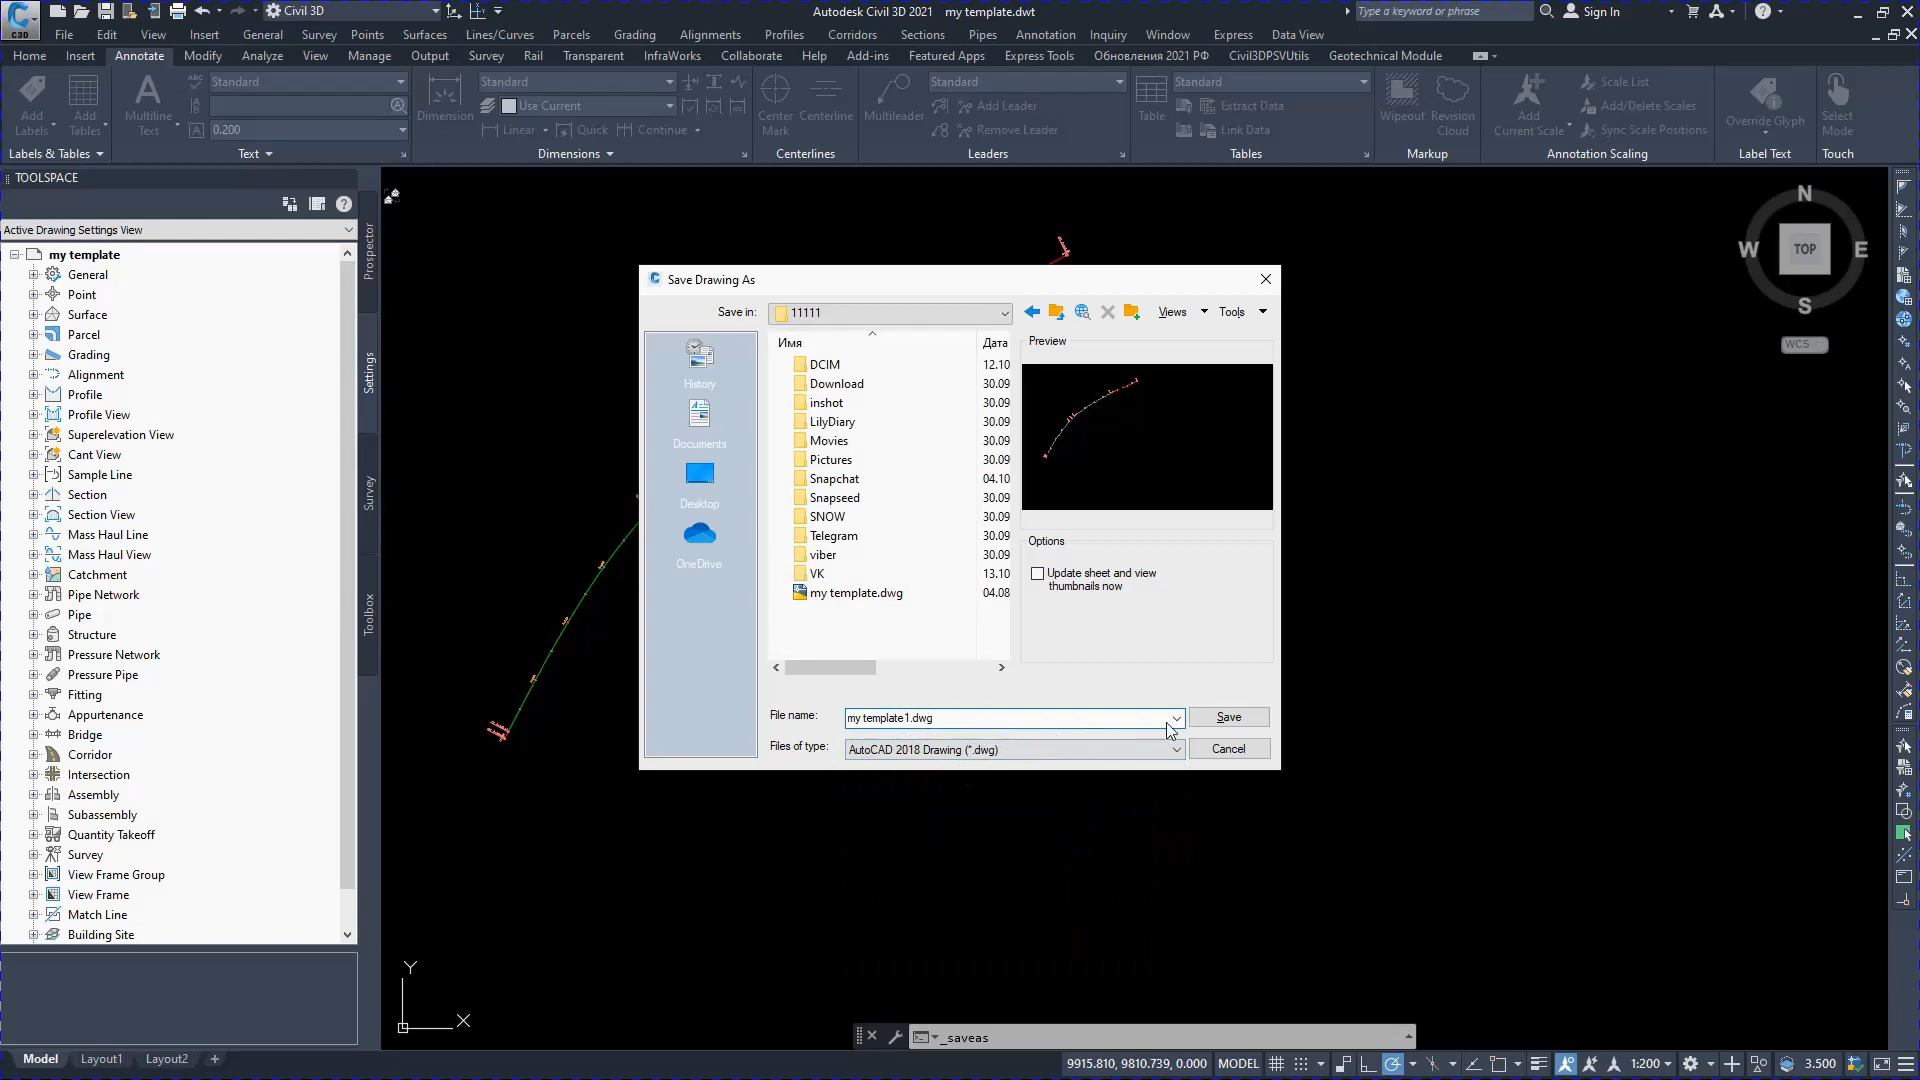 C3D
Civil 3D
Autodesk Civil 3D 2021 my template.dwt
Type a keyword or phrase
Sign In
File Edit View Insert General Survey Points Surfaces Lines/Curves Parcels Grading Alignments Profiles Corridors Sections Pipes Annotation Inquiry Window Express Data View
Home Insert Annotate Modify Analyze View Manage Output Survey Rail Transparent InfraWorks Collaborate Help Add-ins Featured Apps Express Tools Обновления 2021 РФ Civil3DPSVUtils Geotechnical Module
Add Labels
Add Tables
Labels & Tables
Multiline Text
ABC
Standard
0.200
Text
Dimension
Standard
Use Current
Linear Quick Continue
Dimensions
Center Mark
Centerline
Centerlines
Multileader
Standard
Add Leader
Remove Leader
Leaders
Table
Standard
Extract Data
Link Data
Tables
Wipeout
Revision Cloud
Markup
Add Current Scale
Scale List
Add/Delete Scales
Sync Scale Positions
Annotation Scaling
Override Glyph
Label Text
Select Mode
Touch
TOOLSPACE
Active Drawing Settings View
my template
General
Point
Surface
Parcel
Grading
Alignment
Profile
Profile View
Superelevation View
Cant View
Sample Line
Section
Section View
Mass Haul Line
Mass Haul View
Catchment
Pipe Network
Pipe
Structure
Pressure Network
Pressure Pipe
Fitting
Appurtenance
Bridge
Corridor
Intersection
Assembly
Subassembly
Quantity Takeoff
Survey
View Frame Group
View Frame
Match Line
Building Site
Prospector
Settings
Survey
Toolbox
N
W TOP E
S
WCS
Save Drawing As
Save in: 11111
Views Tools
History
Documents
Desktop
OneDrive
Имя Дата
DCIM 12.10
Download 30.09
inshot 30.09
LilyDiary 30.09
Movies 30.09
Pictures 30.09
Snapchat 04.10
Snapseed 30.09
SNOW 30.09
Telegram 30.09
viber 30.09
VK 13.10
my template.dwg 04.08
Preview
Options
Update sheet and view
thumbnails now
File name: my template1.dwg Save
Files of type: AutoCAD 2018 Drawing (*.dwg) Cancel
Y
X
_saveas
Model Layout1 Layout2 +
9915.810, 9810.739, 0.000 MODEL 1:200 3.500